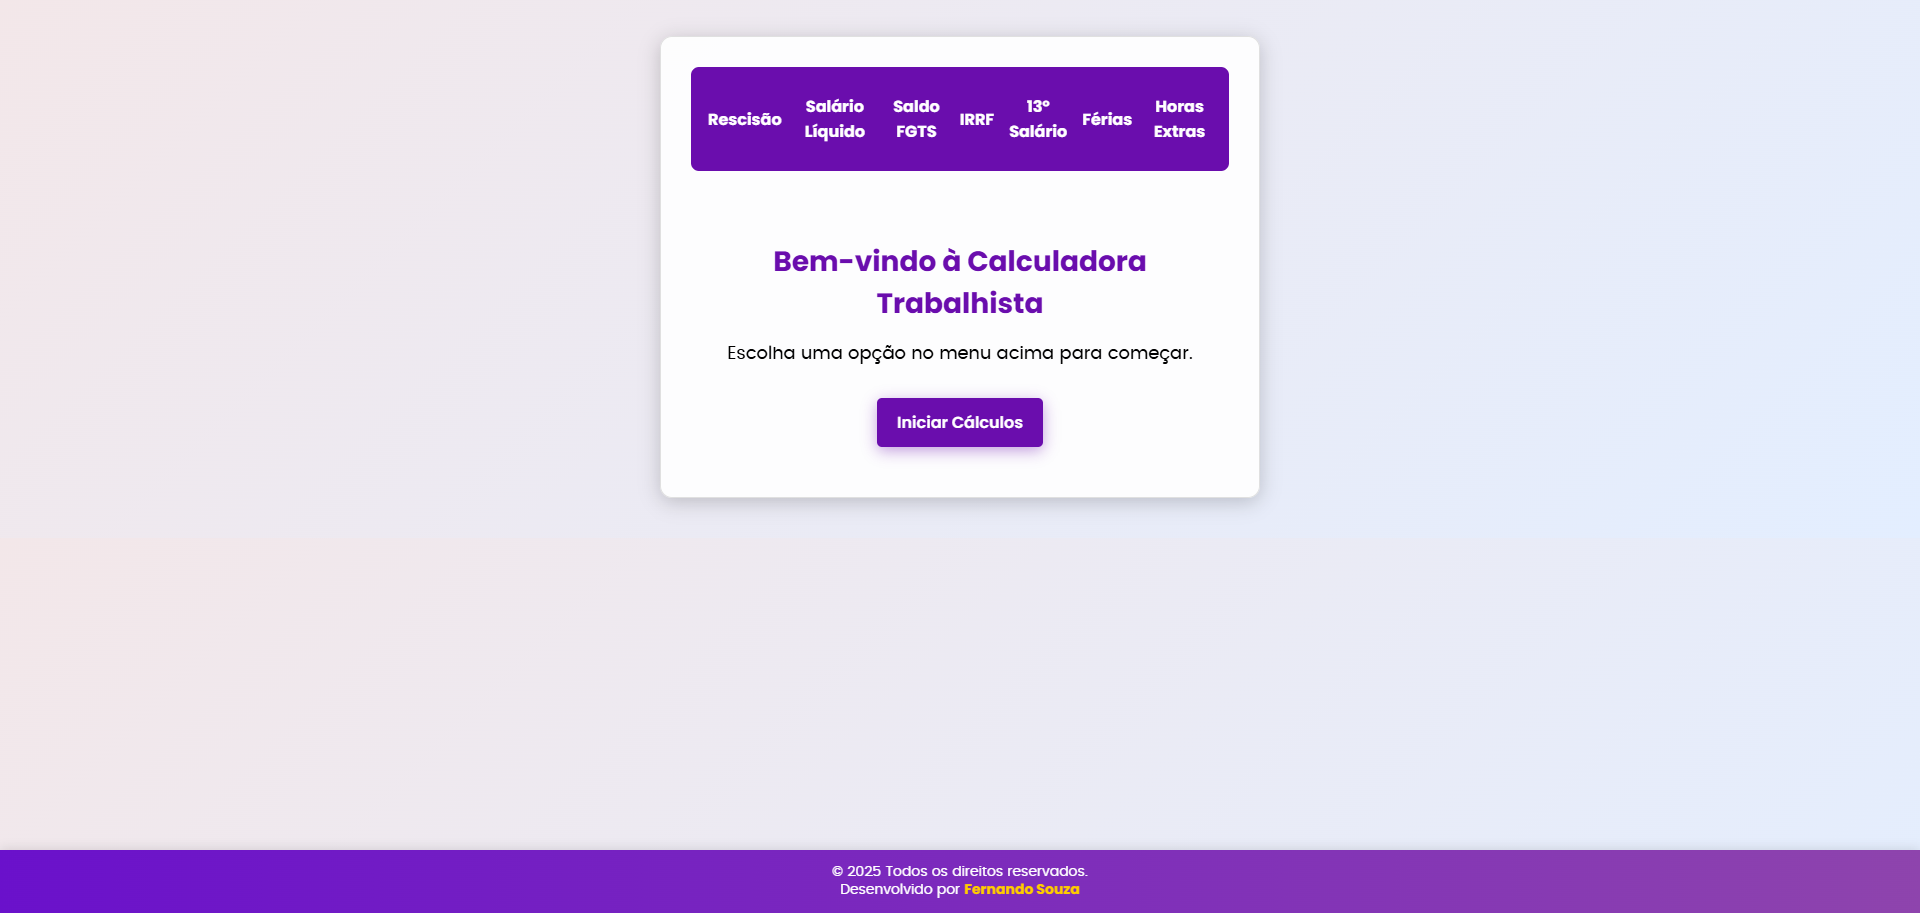 Rescisão
Salário
Líquido
Saldo
FGTS
IRRF
13º
Salário
Férias
Horas
Extras
Bem-vindo à Calculadora
Trabalhista
Escolha uma opção no menu acima para começar.
Iniciar Cálculos
© 2025 Todos os direitos reservados.
Desenvolvido por Fernando Souza